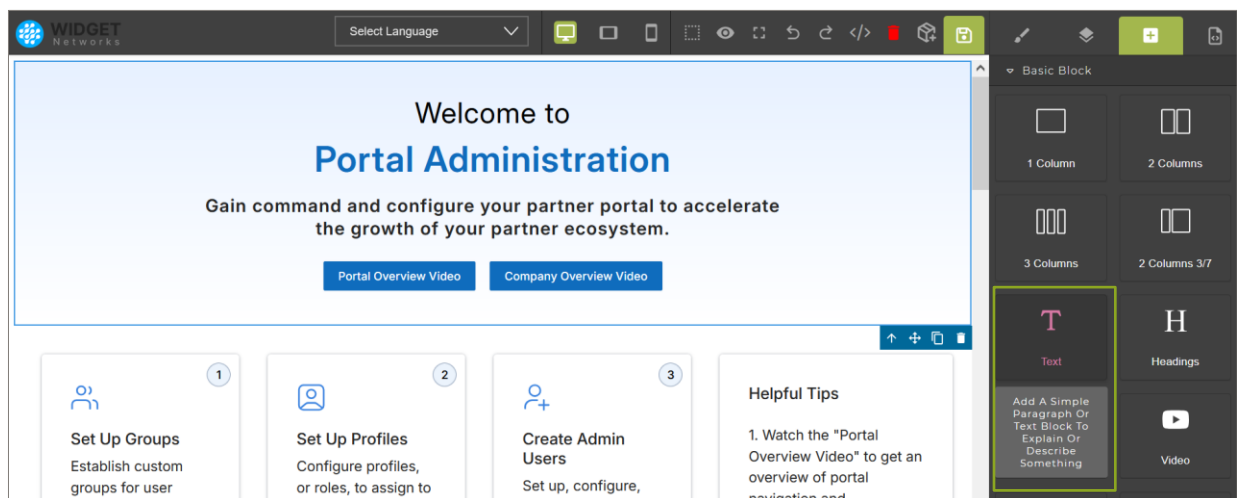 WIDGET
Networks
Select Language
Welcome to
Portal Administration
Gain command and configure your partner portal to accelerate
the growth of your partner ecosystem.
Portal Overview Video
Company Overview Video
1
Set Up Groups
Establish custom
groups for user
2
Set Up Profiles
Configure profiles,
or roles, to assign to
3
Create Admin
Users
Set up, configure,
Helpful Tips
1. Watch the "Portal
Overview Video" to get an
overview of portal
navigation and
Basic Block
1 Column
2 Columns
3 Columns
2 Columns 3/7
T
Text
H
Headings
Add A Simple
Paragraph Or
Text Block To
Explain Or
Describe
Something
Video